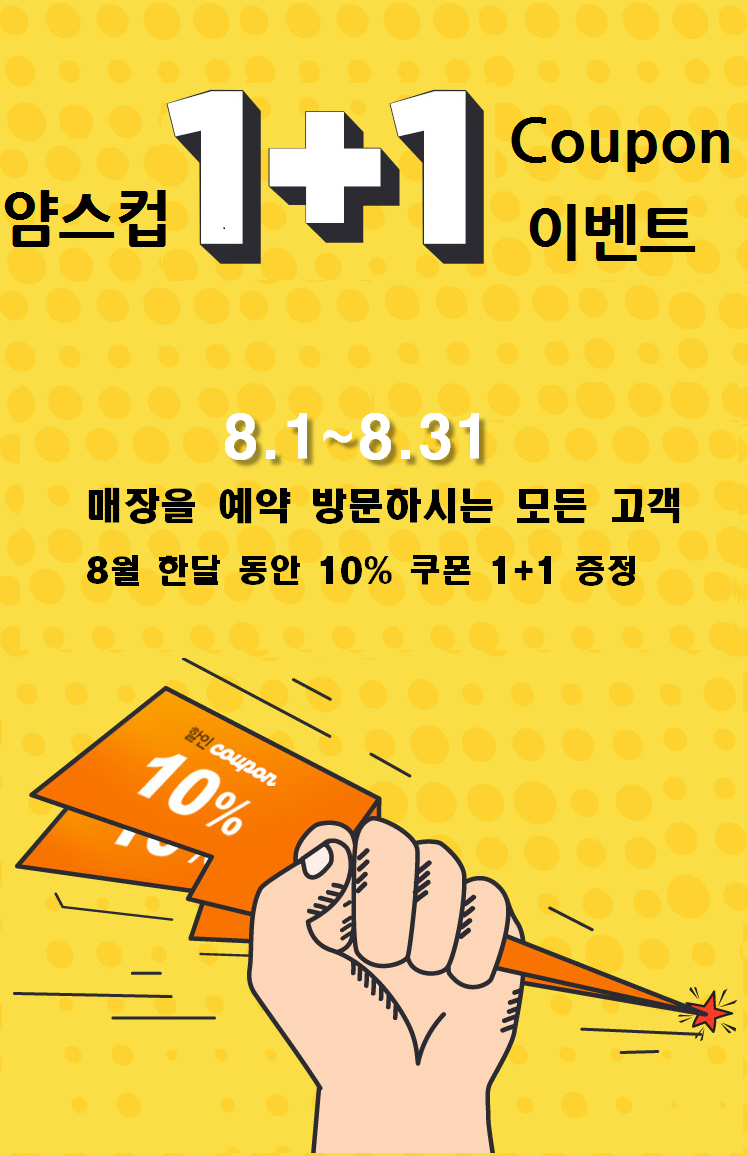 얌스컵 1+1 Coupon
이벤트
8.1~8.31
매장을 예약 방문하시는 모든 고객
8월 한달 동안 10% 쿠폰 1+1 증정
할인 coupon
10%
10%